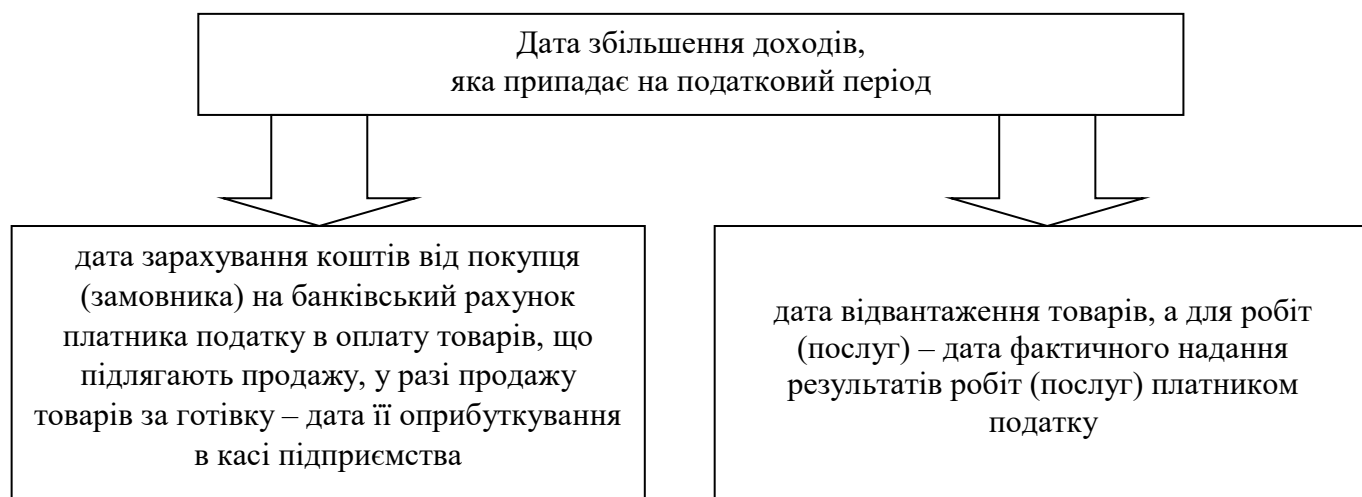 Дата збільшення доходів,
яка припадає на податковий період
дата зарахування коштів від покупця
(замовника) на банківський рахунок
платника податку в оплату товарів, що
підлягають продажу, у разі продажу
товарів за готівку – дата її оприбуткування
в касі підприємства
дата відвантаження товарів, а для робіт
(послуг) – дата фактичного надання
результатів робіт (послуг) платником
податку